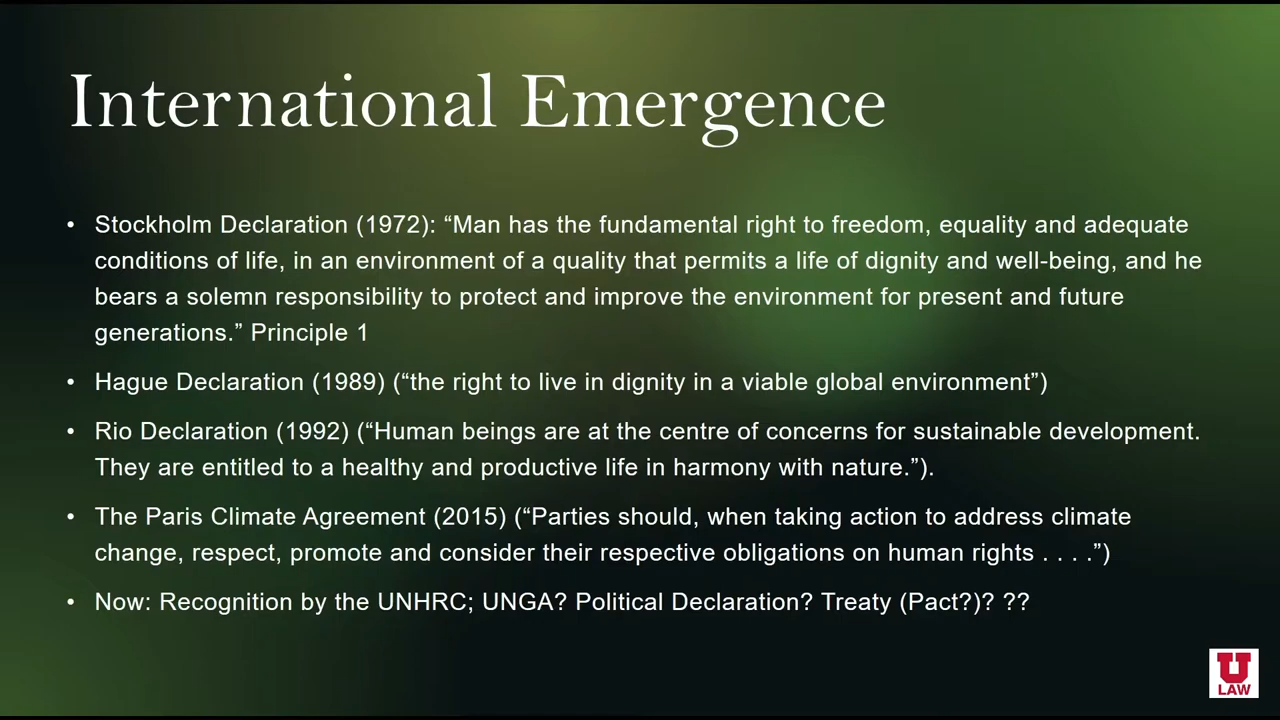 International Emergence
• Stockholm Declaration (1972): “Man has the fundamental right to freedom, equality and adequate
conditions of life, in an environment of a quality that permits a life of dignity and well-being, and he
bears a solemn responsibility to protect and improve the environment for present and future
generations.” Principle 1
• Hague Declaration (1989) (“the right to live in dignity in a viable global environment”)
• Rio Declaration (1992) (“Human beings are at the centre of concerns for sustainable development.
They are entitled to a healthy and productive life in harmony with nature.”).
• The Paris Climate Agreement (2015) (“Parties should, when taking action to address climate
change, respect, promote and consider their respective obligations on human rights . . . .”)
• Now: Recognition by the UNHRC; UNGA? Political Declaration? Treaty (Pact?)? ??
U
LAW